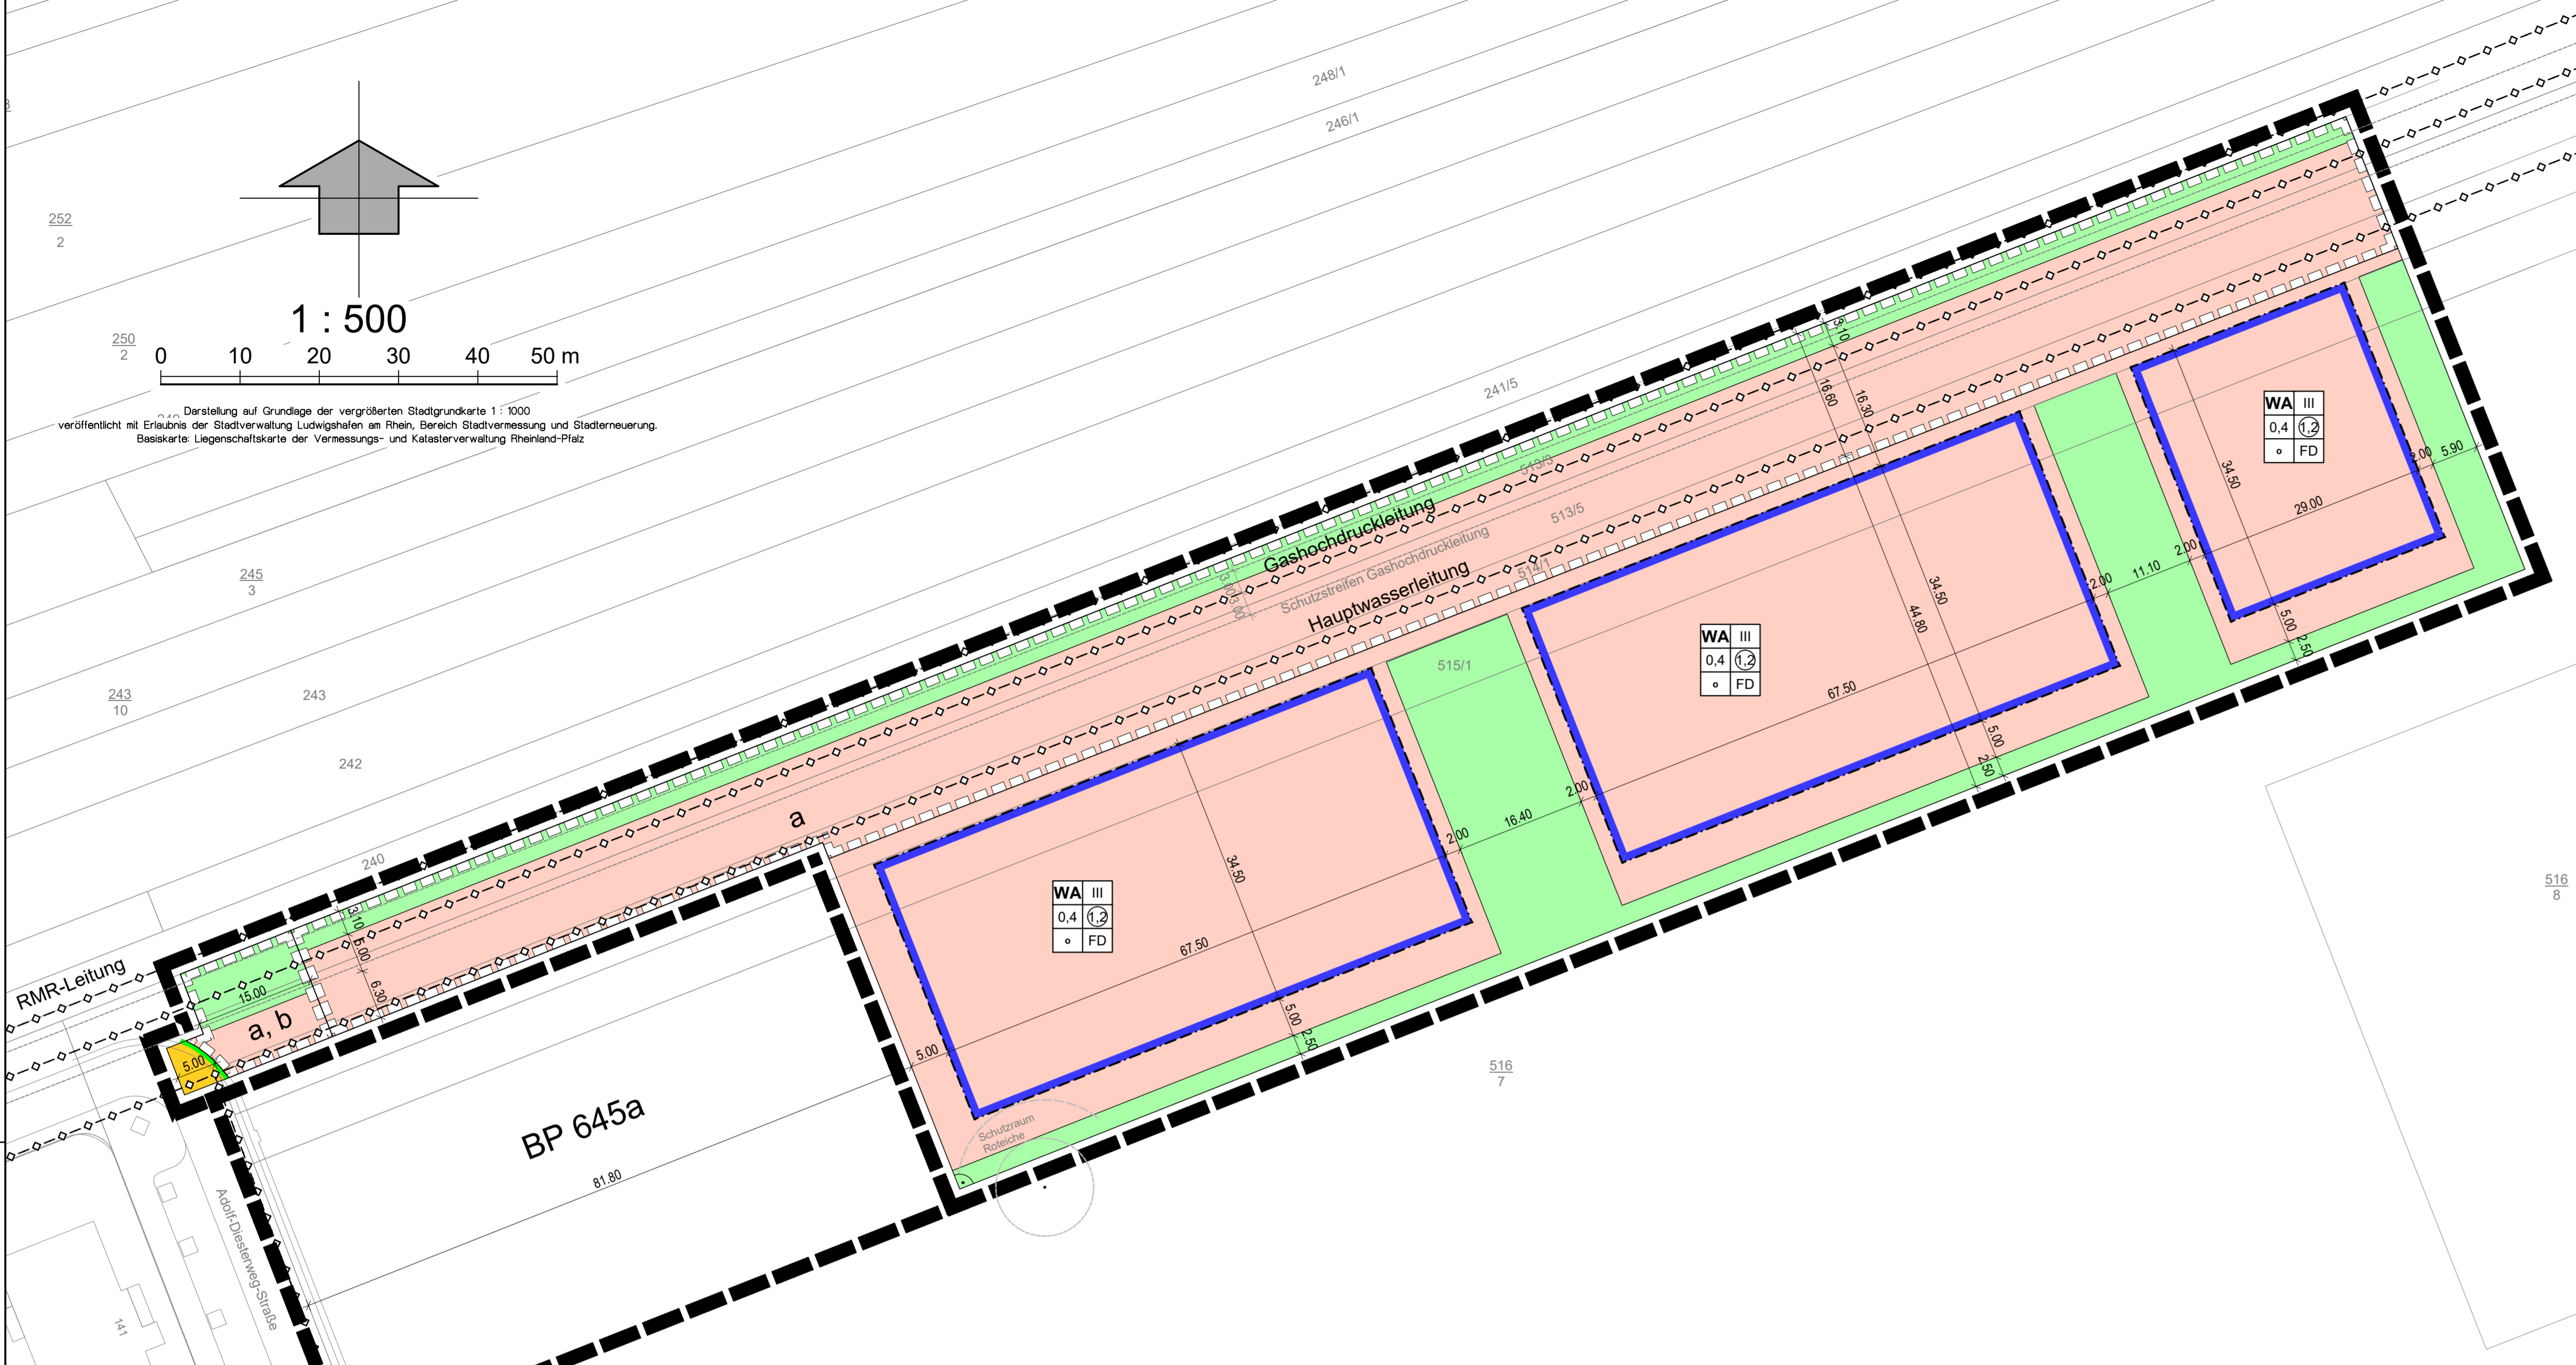 248/1
246/1
252
2
1 : 500
250
2
0 10 20 30 40 50 m
Darstellung auf Grundlage der vergrößerten Stadtgrundkarte 1 : 1000
veröffentlicht mit Erlaubnis der Stadtverwaltung Ludwigshafen am Rhein, Bereich Stadtvermessung und Stadterneuerung.
Basiskarte: Liegenschaftskarte der Vermessungs- und Katasterverwaltung Rheinland-Pfalz
245
3
243
10
243
242
240
241/5
513/3
513/5
514/1
515/1
Gashochdruckleitung
Schutzstreifen Gashochdruckleitung
Hauptwasserleitung
3.00
3.00
3.10
16.60
16.30
WA III
0,4 1,2
o FD
34.50
29.00
2.00
5.90
5.00
2.50
2.00
11.10
2.00
WA III
0,4 1,2
o FD
34.50
44.80
67.50
5.00
2.50
2.00
16.40
2.00
WA III
0,4 1,2
o FD
34.50
67.50
5.00
5.00
2.50
a
3.10
5.00
6.30
RMR-Leitung
15.00
a, b
5.00
BP 645a
81.80
Schutzraum
Roteiche
Adolf-Diesterweg-Straße
141
516
7
516
8